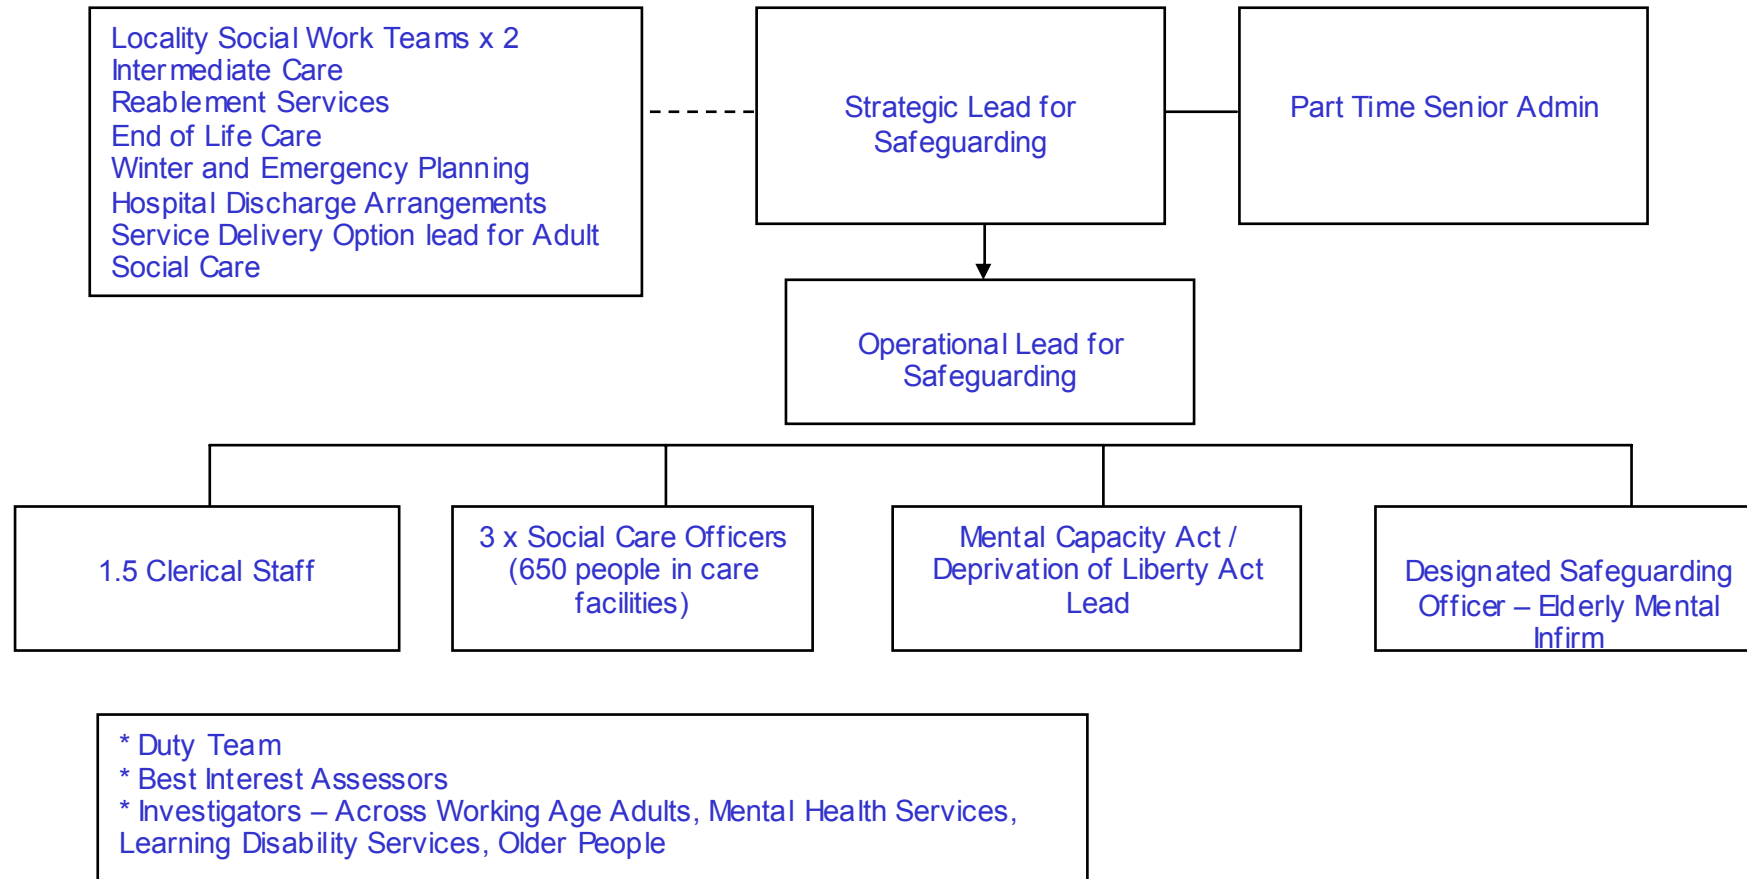 Locality Social Work Teams x 2
Intermediate Care
Reablement Services
End of Life Care
Winter and Emergency Planning
Hospital Discharge Arrangements
Service Delivery Option lead for Adult
Social Care
Strategic Lead for
Safeguarding
Part Time Senior Admin
Operational Lead for
Safeguarding
1.5 Clerical Staff
3 x Social Care Officers
(650 people in care
facilities)
Mental Capacity Act /
Deprivation of Liberty Act
Lead
Designated Safeguarding
Officer – Elderly Mental
Infirm
* Duty Team
* Best Interest Assessors
* Investigators – Across Working Age Adults, Mental Health Services,
Learning Disability Services, Older People